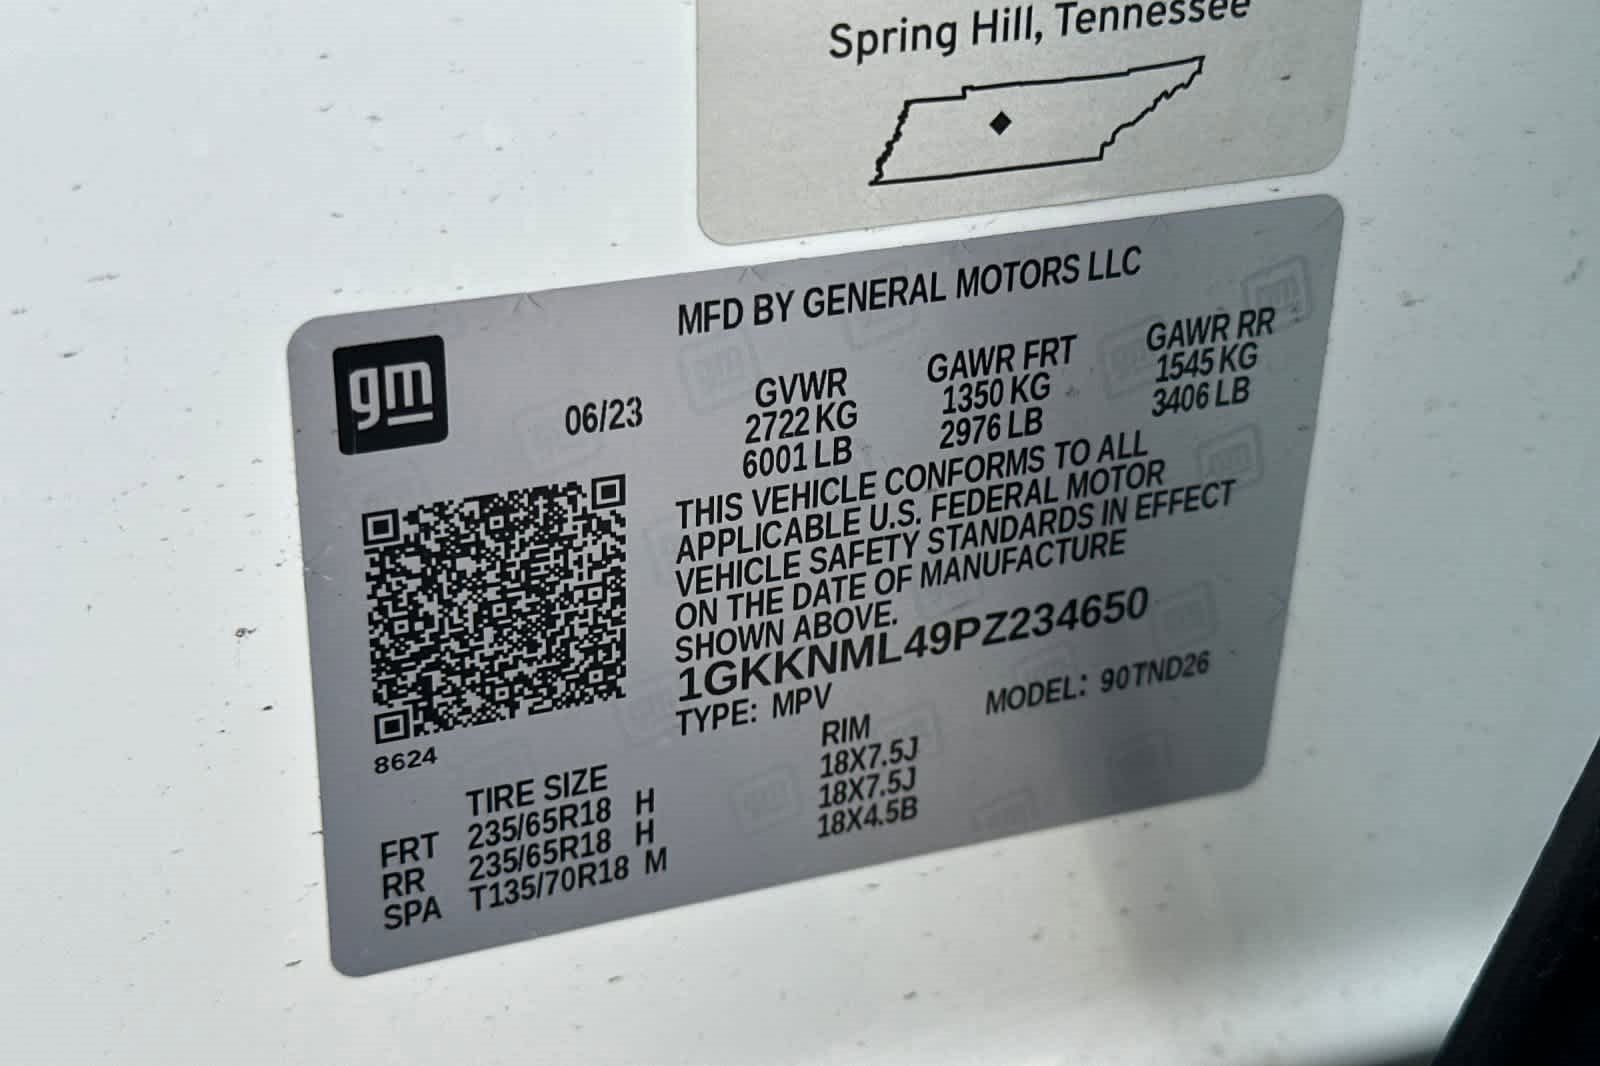 Spring Hill, Tennessee
MFD BY GENERAL MOTORS LLC
gm
06/23
GVWR GAWR FRT GAWR RR
2722 KG 1350 KG 1545 KG
6001 LB 2976 LB 3406 LB
THIS VEHICLE CONFORMS TO ALL
APPLICABLE U.S. FEDERAL MOTOR
VEHICLE SAFETY STANDARDS IN EFFECT
ON THE DATE OF MANUFACTURE
SHOWN ABOVE.
1GKKNML49PZ234650
TYPE: MPV MODEL: 90TND26
8624
TIRE SIZE RIM
FRT 235/65R18 H 18X7.5J
RR 235/65R18 H 18X7.5J
SPA T135/70R18 M 18X4.5B